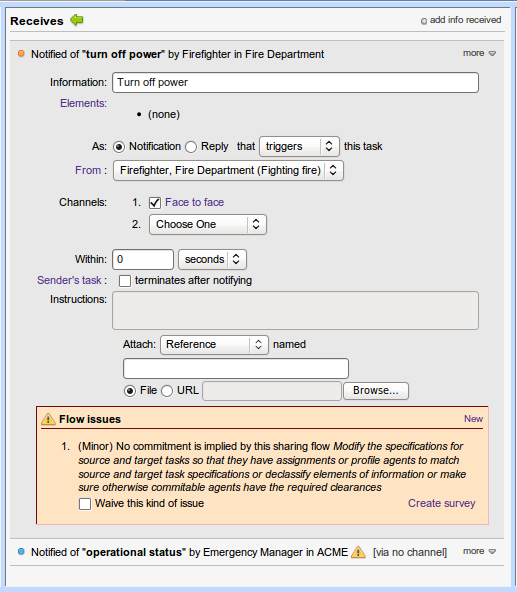 Receives add info received
Notified of "turn off power" by Firefighter in Fire Department more
Information: Turn off power
Elements:
• (none)
As: Notification Reply that triggers this task
From : Firefighter, Fire Department (Fighting fire)
Channels: 1. Face to face
2. Choose One
Within: 0 seconds
Sender's task : terminates after notifying
Instructions:
Attach: Reference named
File URL Browse...
Flow issues New
1. (Minor) No commitment is implied by this sharing flow Modify the specifications for
source and target tasks so that they have assignments or profile agents to match
source and target task specifications or declassify elements of information or make
sure otherwise commitable agents have the required clearances
Waive this kind of issue Create survey
Notified of "operational status" by Emergency Manager in ACME [via no channel] more